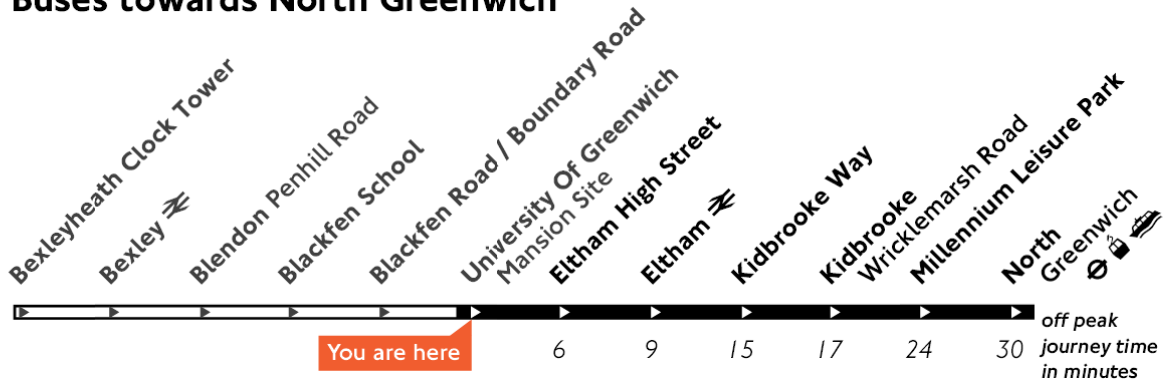 Buses towards North Greenwich
Bexleyheath Clock Tower
Bexley
Blendon Penhill Road
Blackfen School
Blackfen Road / Boundary Road
University Of Greenwich
Mansion Site
Eltham High Street
Eltham
Kidbrooke Way
Kidbrooke
Wricklemarsh Road
Millennium Leisure Park
North
Greenwich
You are here
6 9 15 17 24 30
off peak
journey time
in minutes